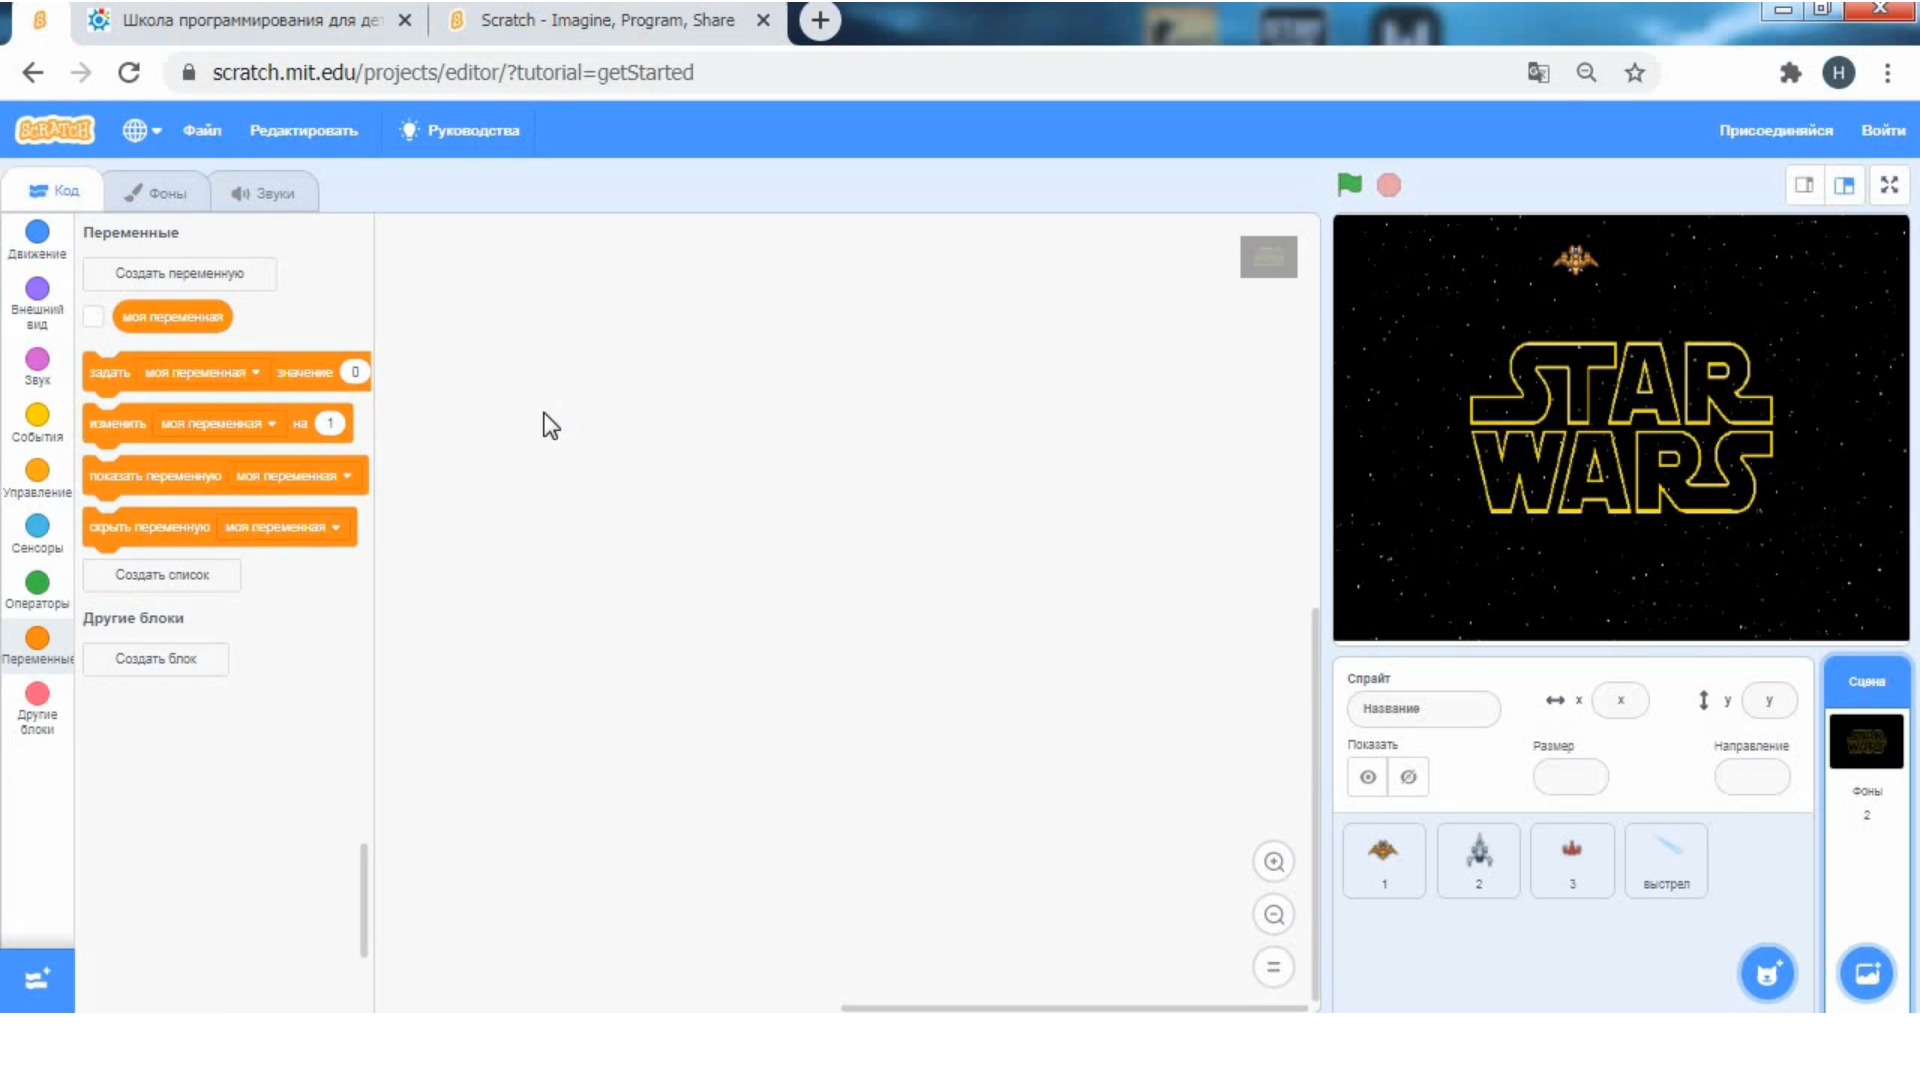 Школа программирования для де
Scratch - Imagine, Program, Share
scratch.mit.edu/projects/editor/?tutorial=getStarted
H
SCRATCH
Файл
Редактировать
Руководства
Присоединяйся
Войти
Код
Фоны
Звуки
Движение
Внешний
вид
Звук
События
Управление
Сенсоры
Операторы
Переменные
Другие
блоки
Переменные
Создать переменную
моя переменная
задать моя переменная значение 0
изменить моя переменная на 1
показать переменную моя переменная
скрыть переменную моя переменная
Создать список
Другие блоки
Создать блок
STAR
WARS
Спрайт
Название
x x
y y
Показать
Размер
Направление
1
2
3
выстрел
Сцена
STAR
WARS
Фоны
2